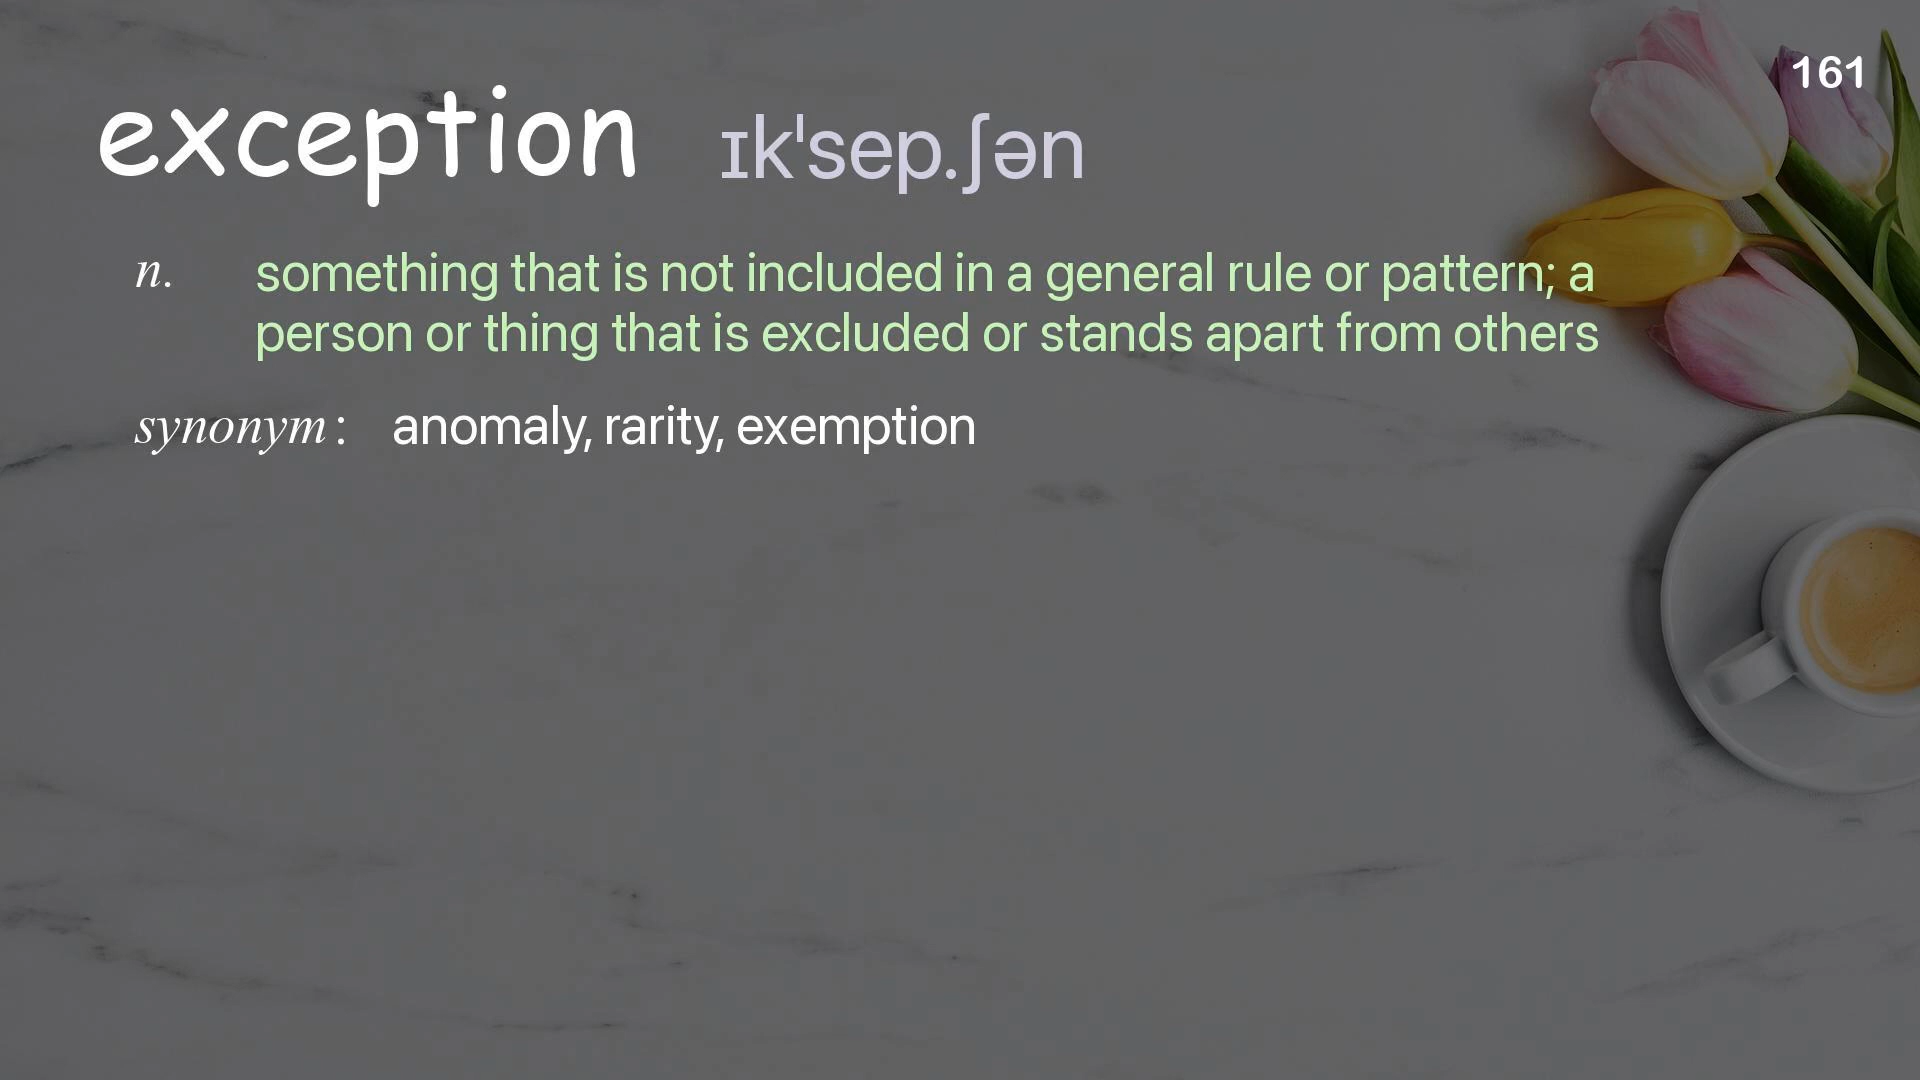 161
exception ɪkˈsep.ʃən
n. something that is not included in a general rule or pattern; a
person or thing that is excluded or stands apart from others
synonym: anomaly, rarity, exemption